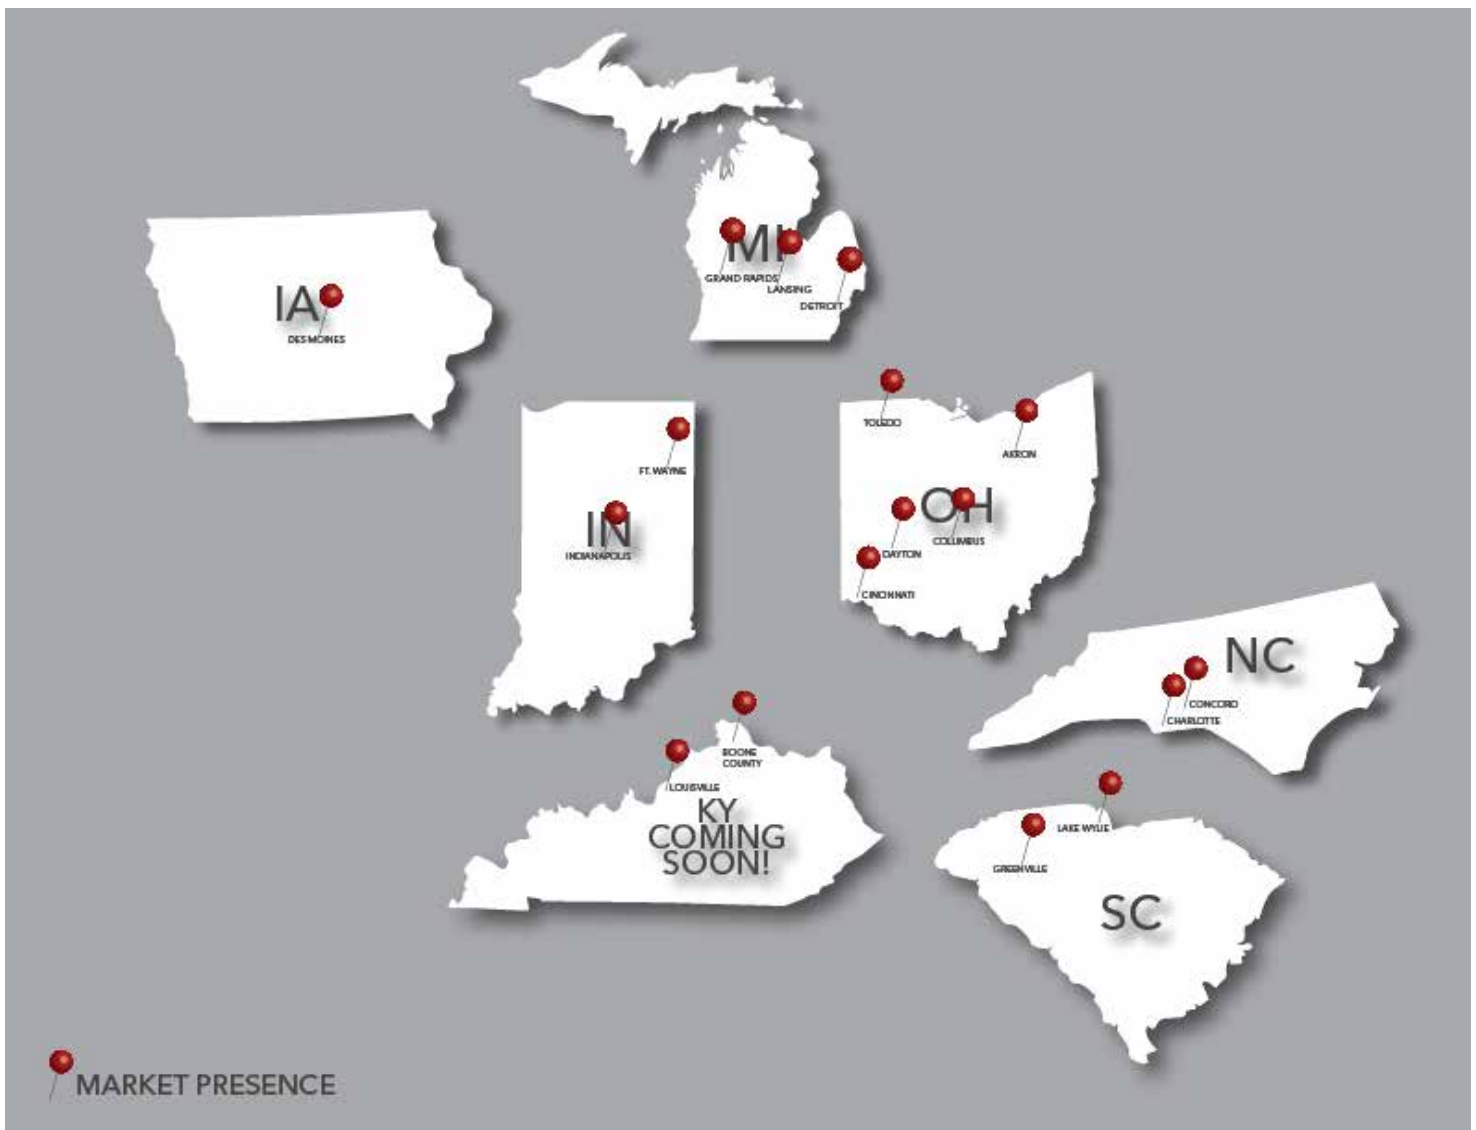 MI
GRAND RAPIDS
LANSING
DETROIT
IA
DES MOINES
TOLEDO
AKRON
FT. WAYNE
OH
COLUMBUS
DAYTON
CINCINNATI
IN
INDIANAPOLIS
NC
CONCORD
CHARLOTTE
BOONE
COUNTY
LOUISVILLE
KY
COMING
SOON!
LAKE WYLIE
GREENVILLE
SC
MARKET PRESENCE